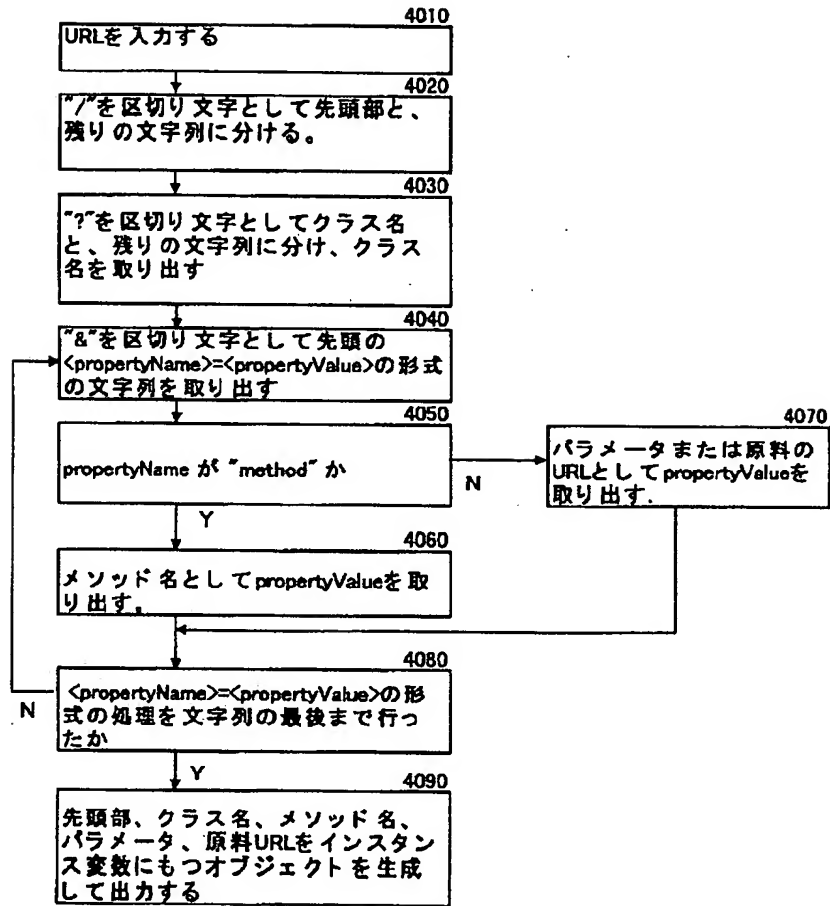 4010
URLを入力する
4020
"/"を区切り文字として先頭部と、
残りの文字列に分ける。
4030
"?"を区切り文字としてクラス名
と、残りの文字列に分け、クラス
名を取り出す
4040
"&"を区切り文字として先頭の
<propertyName>=<propertyValue>の形式
の文字列を取り出す
4050
propertyName が "method" か
N
Y
4070
パラメータまたは原料の
URLとしてpropertyValueを
取り出す.
4060
メソッド名としてpropertyValueを取
り出す。
4080
<propertyName>=<propertyValue>の形
式の処理を文字列の最後まで行っ
たか
N
Y
4090
先頭部、クラス名、メソッド名、
パラメータ、原料URLをインスタン
ス変数にもつオブジェクトを生成
して出力する